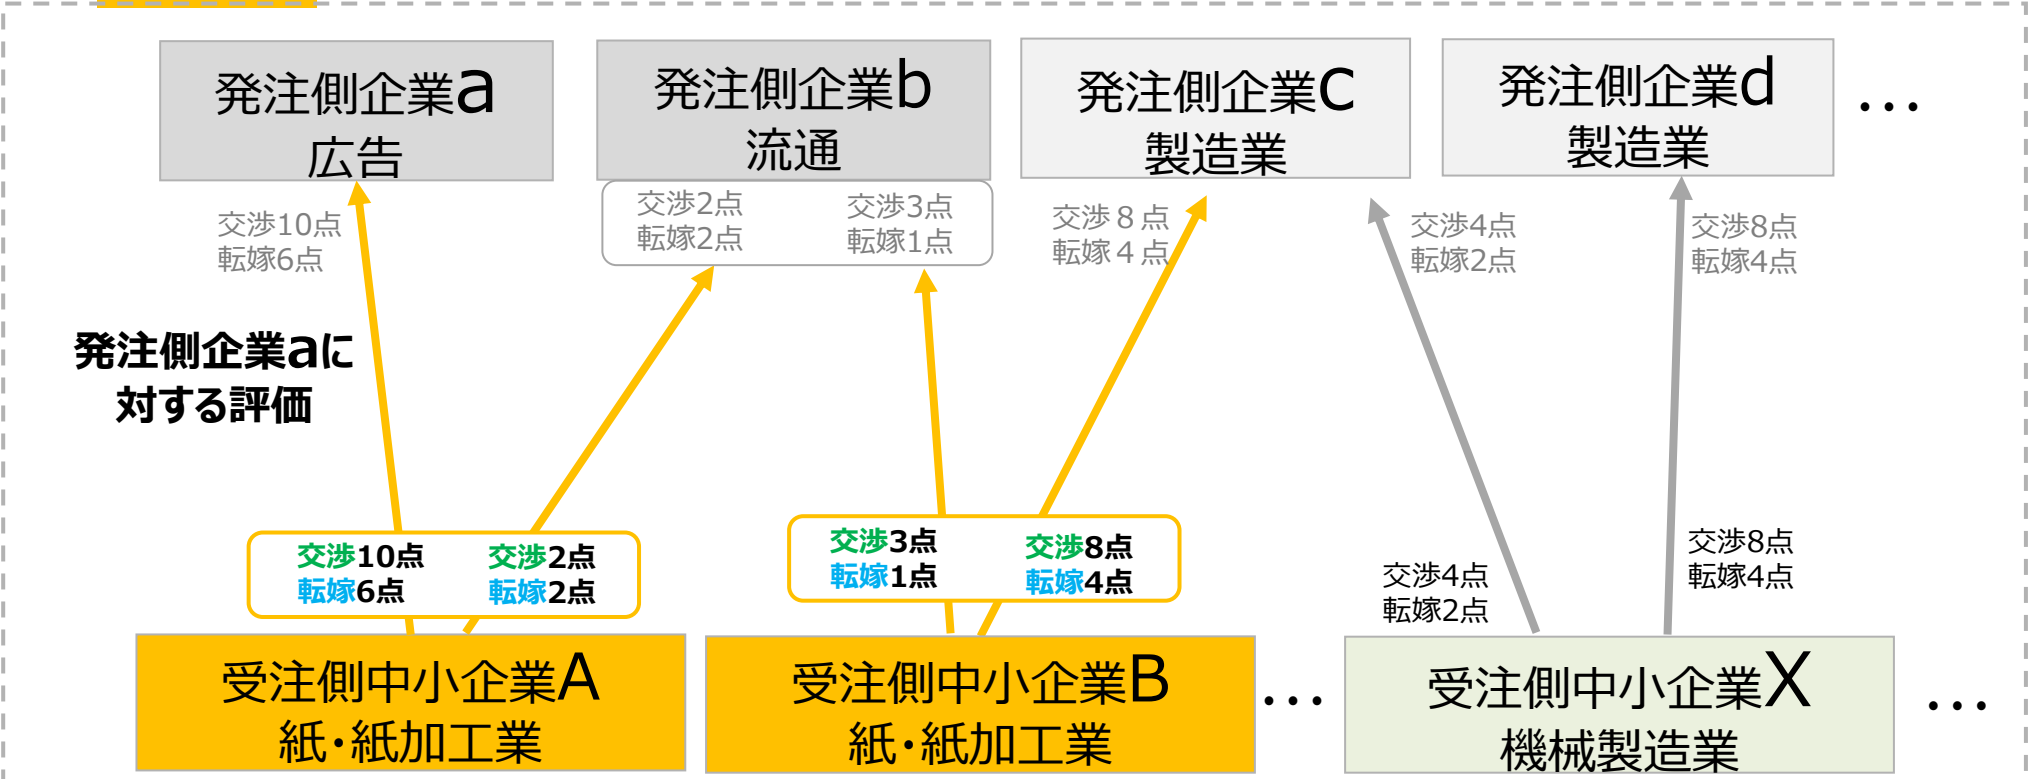 発注側企業a
広告
発注側企業b
流通
発注側企業c
製造業
発注側企業d
製造業
…
交渉10点
転嫁6点
交渉2点
転嫁2点
交渉3点
転嫁1点
交渉８点
転嫁４点
交渉4点
転嫁2点
交渉8点
転嫁4点
発注側企業aに
対する評価
交渉10点
転嫁6点
交渉2点
転嫁2点
交渉3点
転嫁1点
交渉8点
転嫁4点
交渉4点
転嫁2点
交渉8点
転嫁4点
受注側中小企業A
紙・紙加工業
受注側中小企業B
紙・紙加工業
…
受注側中小企業X
機械製造業
…